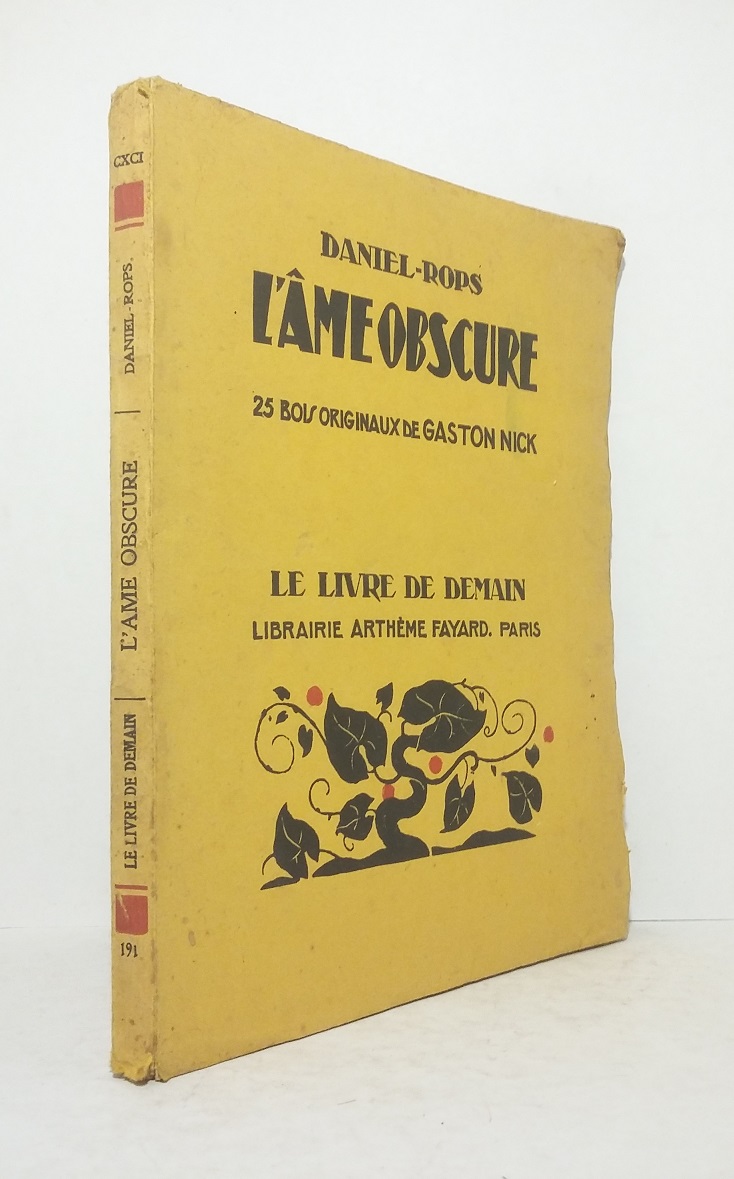 CXCI
DANIEL-ROPS.
L'AME OBSCURE
LE LIVRE DE DEMAIN
191
DANIEL-ROPS
L'ÂME OBSCURE
25 BOIS ORIGINAUX DE GASTON NICK
LE LIVRE DE DEMAIN
LIBRAIRIE ARTHÈME FAYARD. PARIS